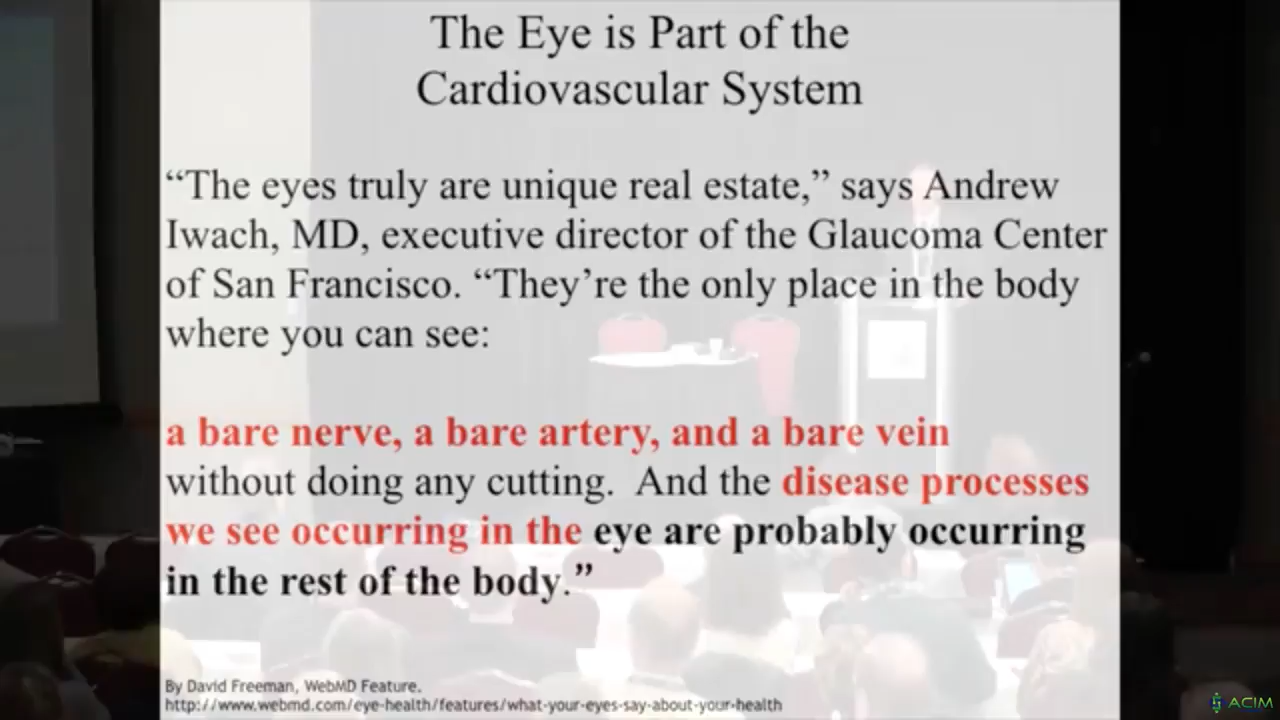 The Eye is Part of the
Cardiovascular System
“The eyes truly are unique real estate,” says Andrew
Iwach, MD, executive director of the Glaucoma Center
of San Francisco. “They’re the only place in the body
where you can see:
a bare nerve, a bare artery, and a bare vein
without doing any cutting.  And the disease processes
we see occurring in the eye are probably occurring
in the rest of the body.”
By David Freeman, WebMD Feature.
http://www.webmd.com/eye-health/features/what-your-eyes-say-about-your-health
ACIM